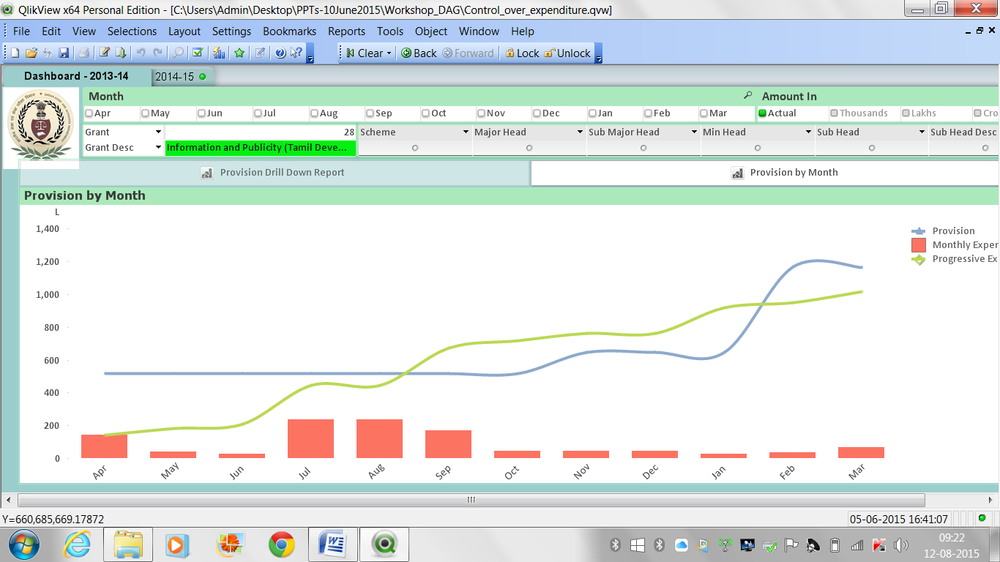 QlikView x64 Personal Edition - [C:\Users\Admin\Desktop\PPTs-10June2015\Workshop_DAG\Control_over_expenditure.qvw]
File Edit View Selections Layout Settings Bookmarks Reports Tools Object Window Help
Clear Back Forward Lock Unlock
Dashboard - 2013-14 2014-15
Month Amount In
Apr May Jun Jul Aug Sep Oct Nov Dec Jan Feb Mar Actual Thousands Lakhs Cro
Grant 28 Scheme Major Head Sub Major Head Min Head Sub Head Sub Head Desc
Grant Desc Information and Publicity (Tamil Deve...
Provision Drill Down Report Provision by Month
Provision by Month
L
1,400
1,200
1,000
800
600
400
200
0
Apr May Jun Jul Aug Sep Oct Nov Dec Jan Feb Mar
Provision
Monthly Exper
Progressive Ex
Y=660,685,669.17872 05-06-2015 16:41:07
09:22
12-08-2015